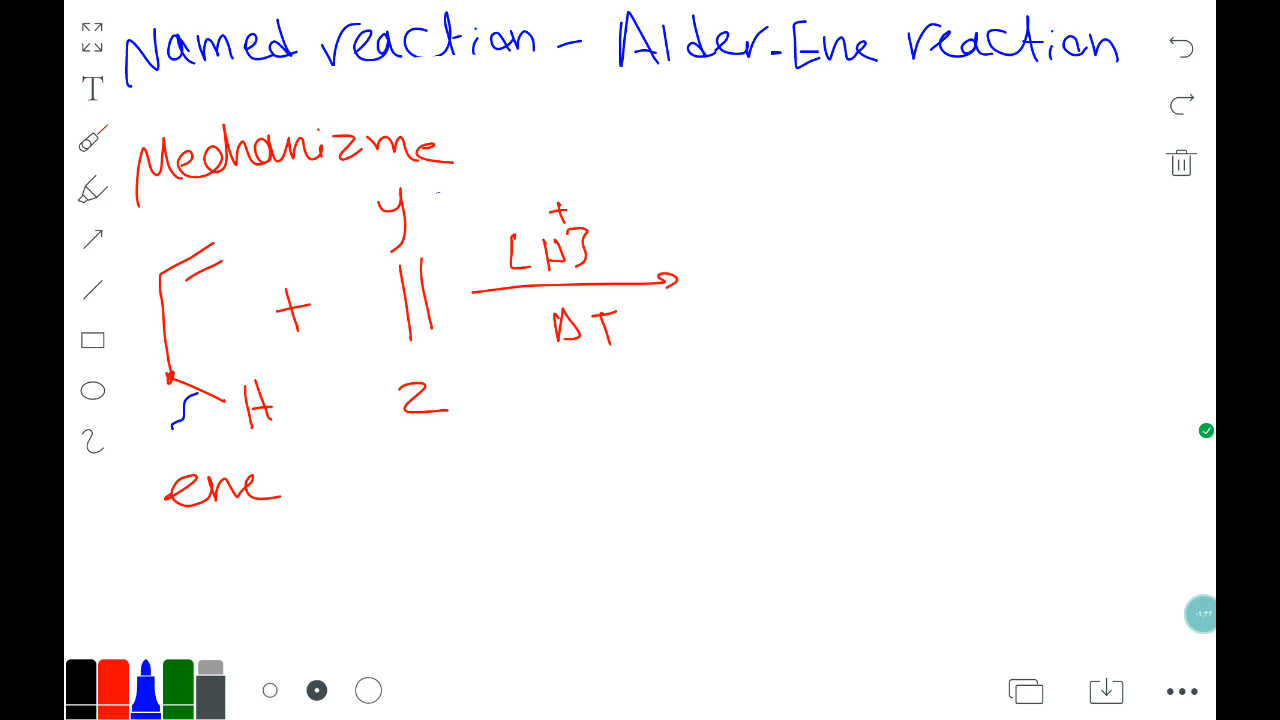 Named reaction - Alder-Ene reaction
Mechanizme
y
+
[H]
+
ΔT
H
Z
ene
T